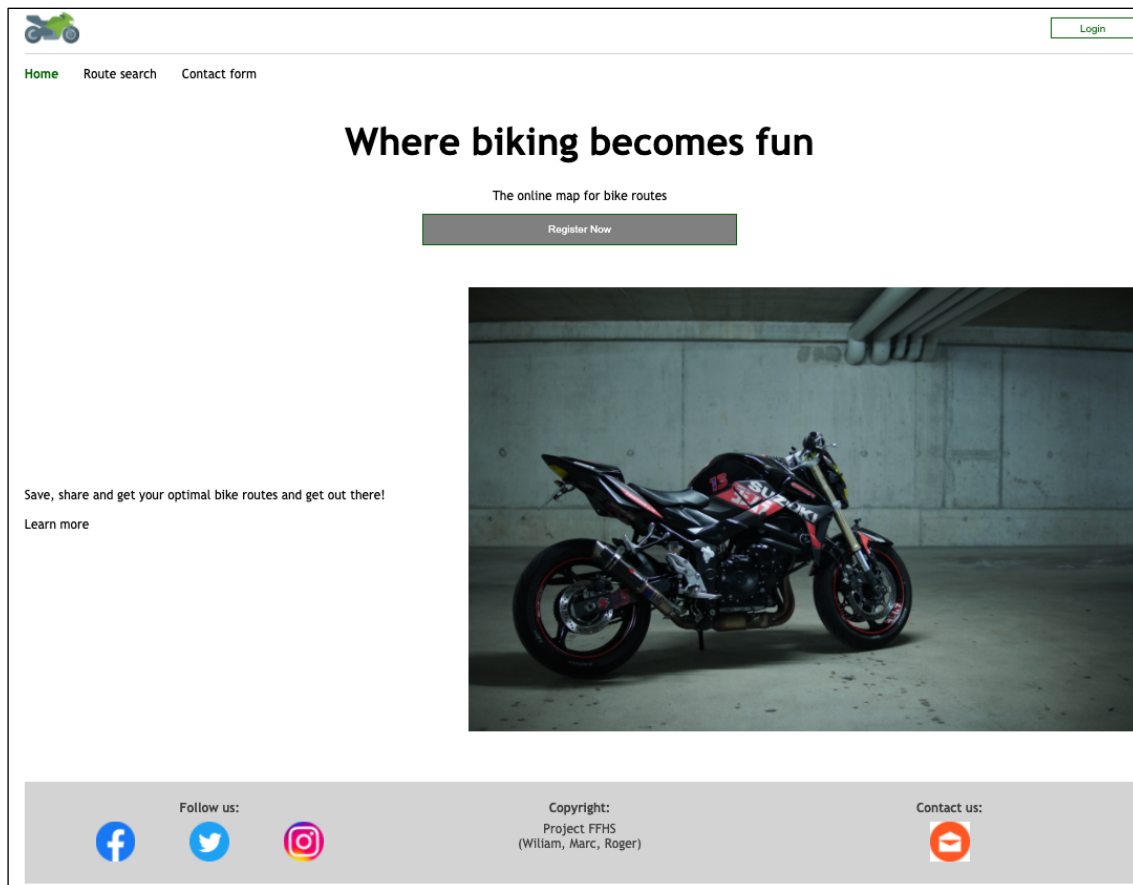 Login
Home Route search Contact form
Where biking becomes fun
The online map for bike routes
Register Now
Save, share and get your optimal bike routes and get out there!
Learn more
13
SUZOKI
Follow us: Copyright: Contact us:
Project FFHS
(Wiliam, Marc, Roger)